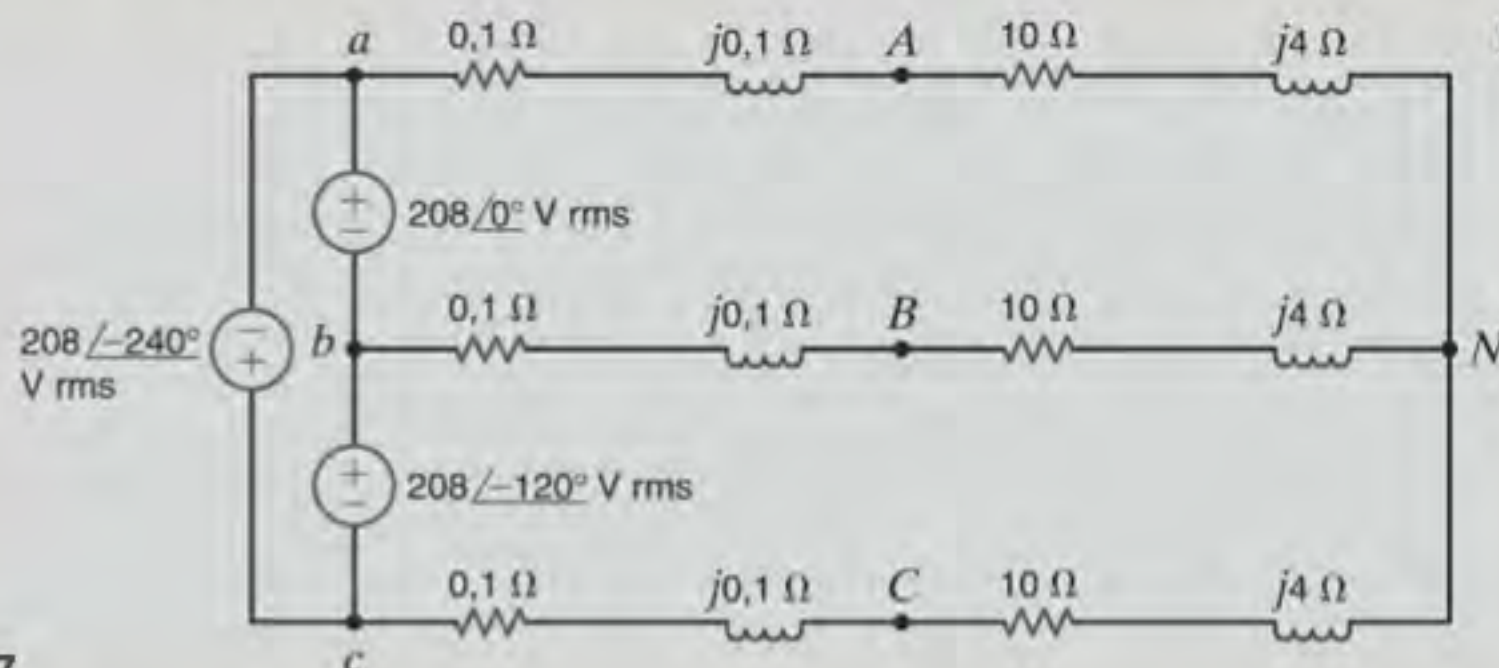 a 0,1 Ω j0,1 Ω A 10 Ω j4 Ω
208/0° V rms
208/–240° V rms
b 0,1 Ω j0,1 Ω B 10 Ω j4 Ω N
208/–120° V rms
c 0,1 Ω j0,1 Ω C 10 Ω j4 Ω